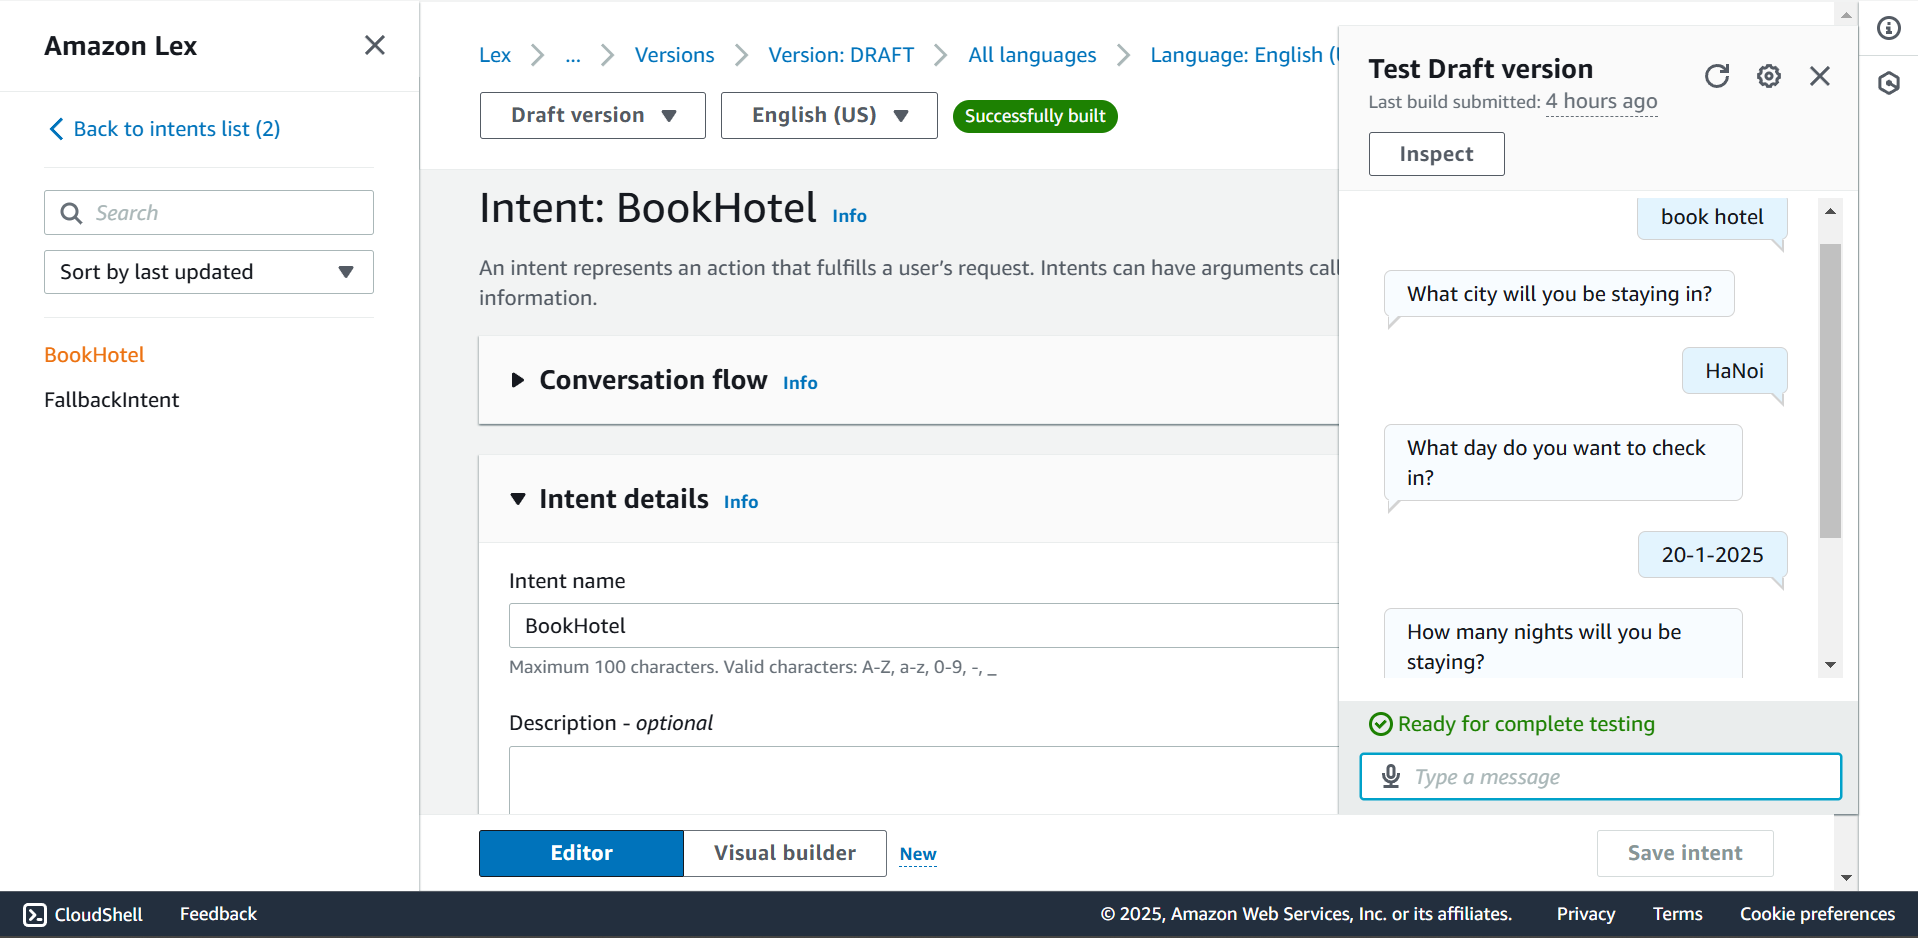 Amazon Lex
Back to intents list (2)
Search
Sort by last updated
BookHotel
FallbackIntent
Lex
...
Versions
Version: DRAFT
All languages
Language: English (
Draft version
English (US)
Successfully built
Intent: BookHotel Info
An intent represents an action that fulfills a user’s request. Intents can have arguments call
information.
Conversation flow Info
Intent details Info
Intent name
BookHotel
Maximum 100 characters. Valid characters: A-Z, a-z, 0-9, -, _
Description - optional
Editor
Visual builder
New
Save intent
Test Draft version
Last build submitted: 4 hours ago
Inspect
book hotel
What city will you be staying in?
HaNoi
What day do you want to check
in?
20-1-2025
How many nights will you be
staying?
Ready for complete testing
Type a message
CloudShell
Feedback
© 2025, Amazon Web Services, Inc. or its affiliates.
Privacy
Terms
Cookie preferences